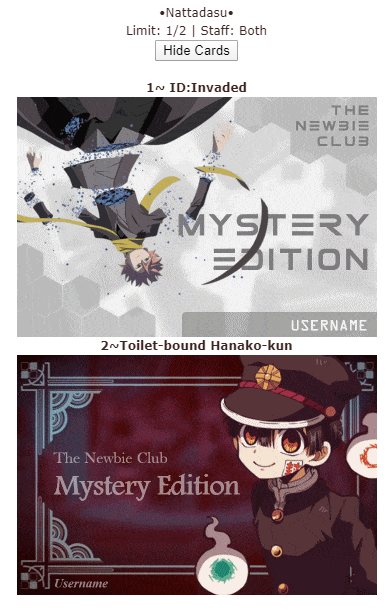 •Nattadasu•
Limit: 1/2 | Staff: Both
Hide Cards
1~ ID:Invaded
THE
NEWBIE
CLUB
MYSTERY
EDITION
USERNAME
2~Toilet-bound Hanako-kun
The Newbie Club
Mystery Edition
Username